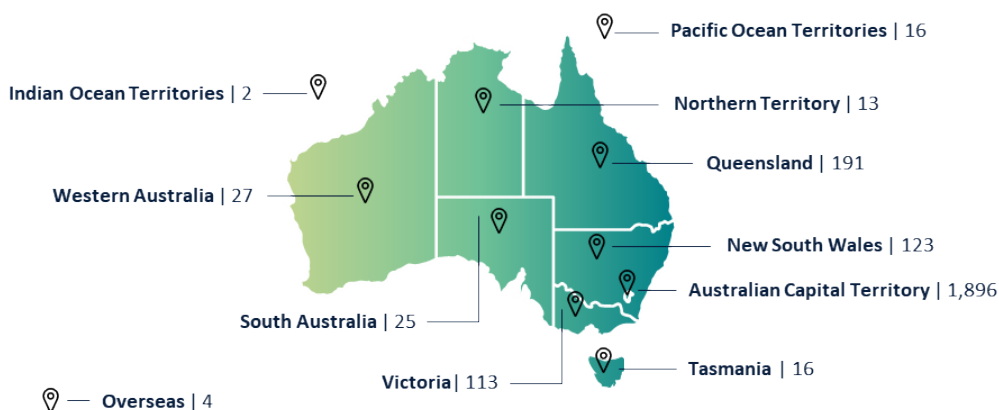 Pacific Ocean Territories | 16
Indian Ocean Territories | 2
Northern Territory | 13
Queensland | 191
Western Australia | 27
New South Wales | 123
Australian Capital Territory | 1,896
South Australia | 25
Tasmania | 16
Victoria| 113
Overseas | 4